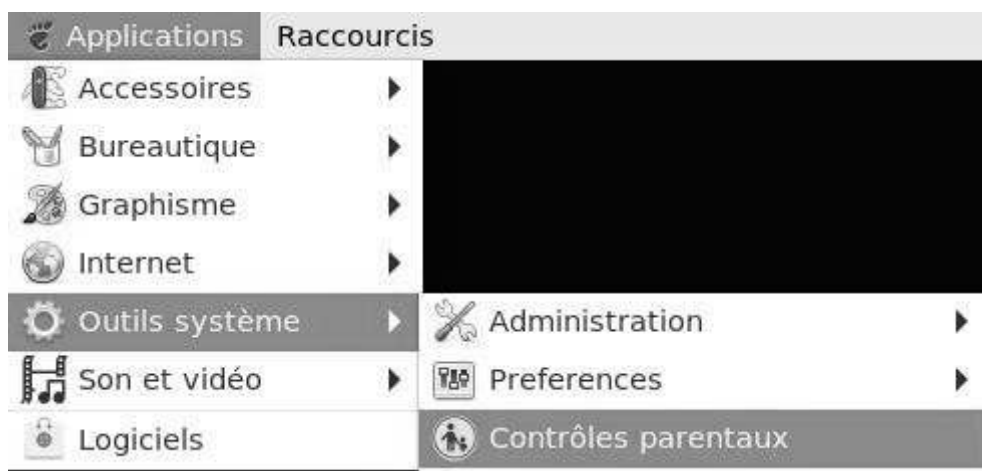 Applications Raccourcis
Accessoires
Bureautique
Graphisme
Internet
Outils système
Administration
Son et vidéo
Preferences
Logiciels
Contrôles parentaux